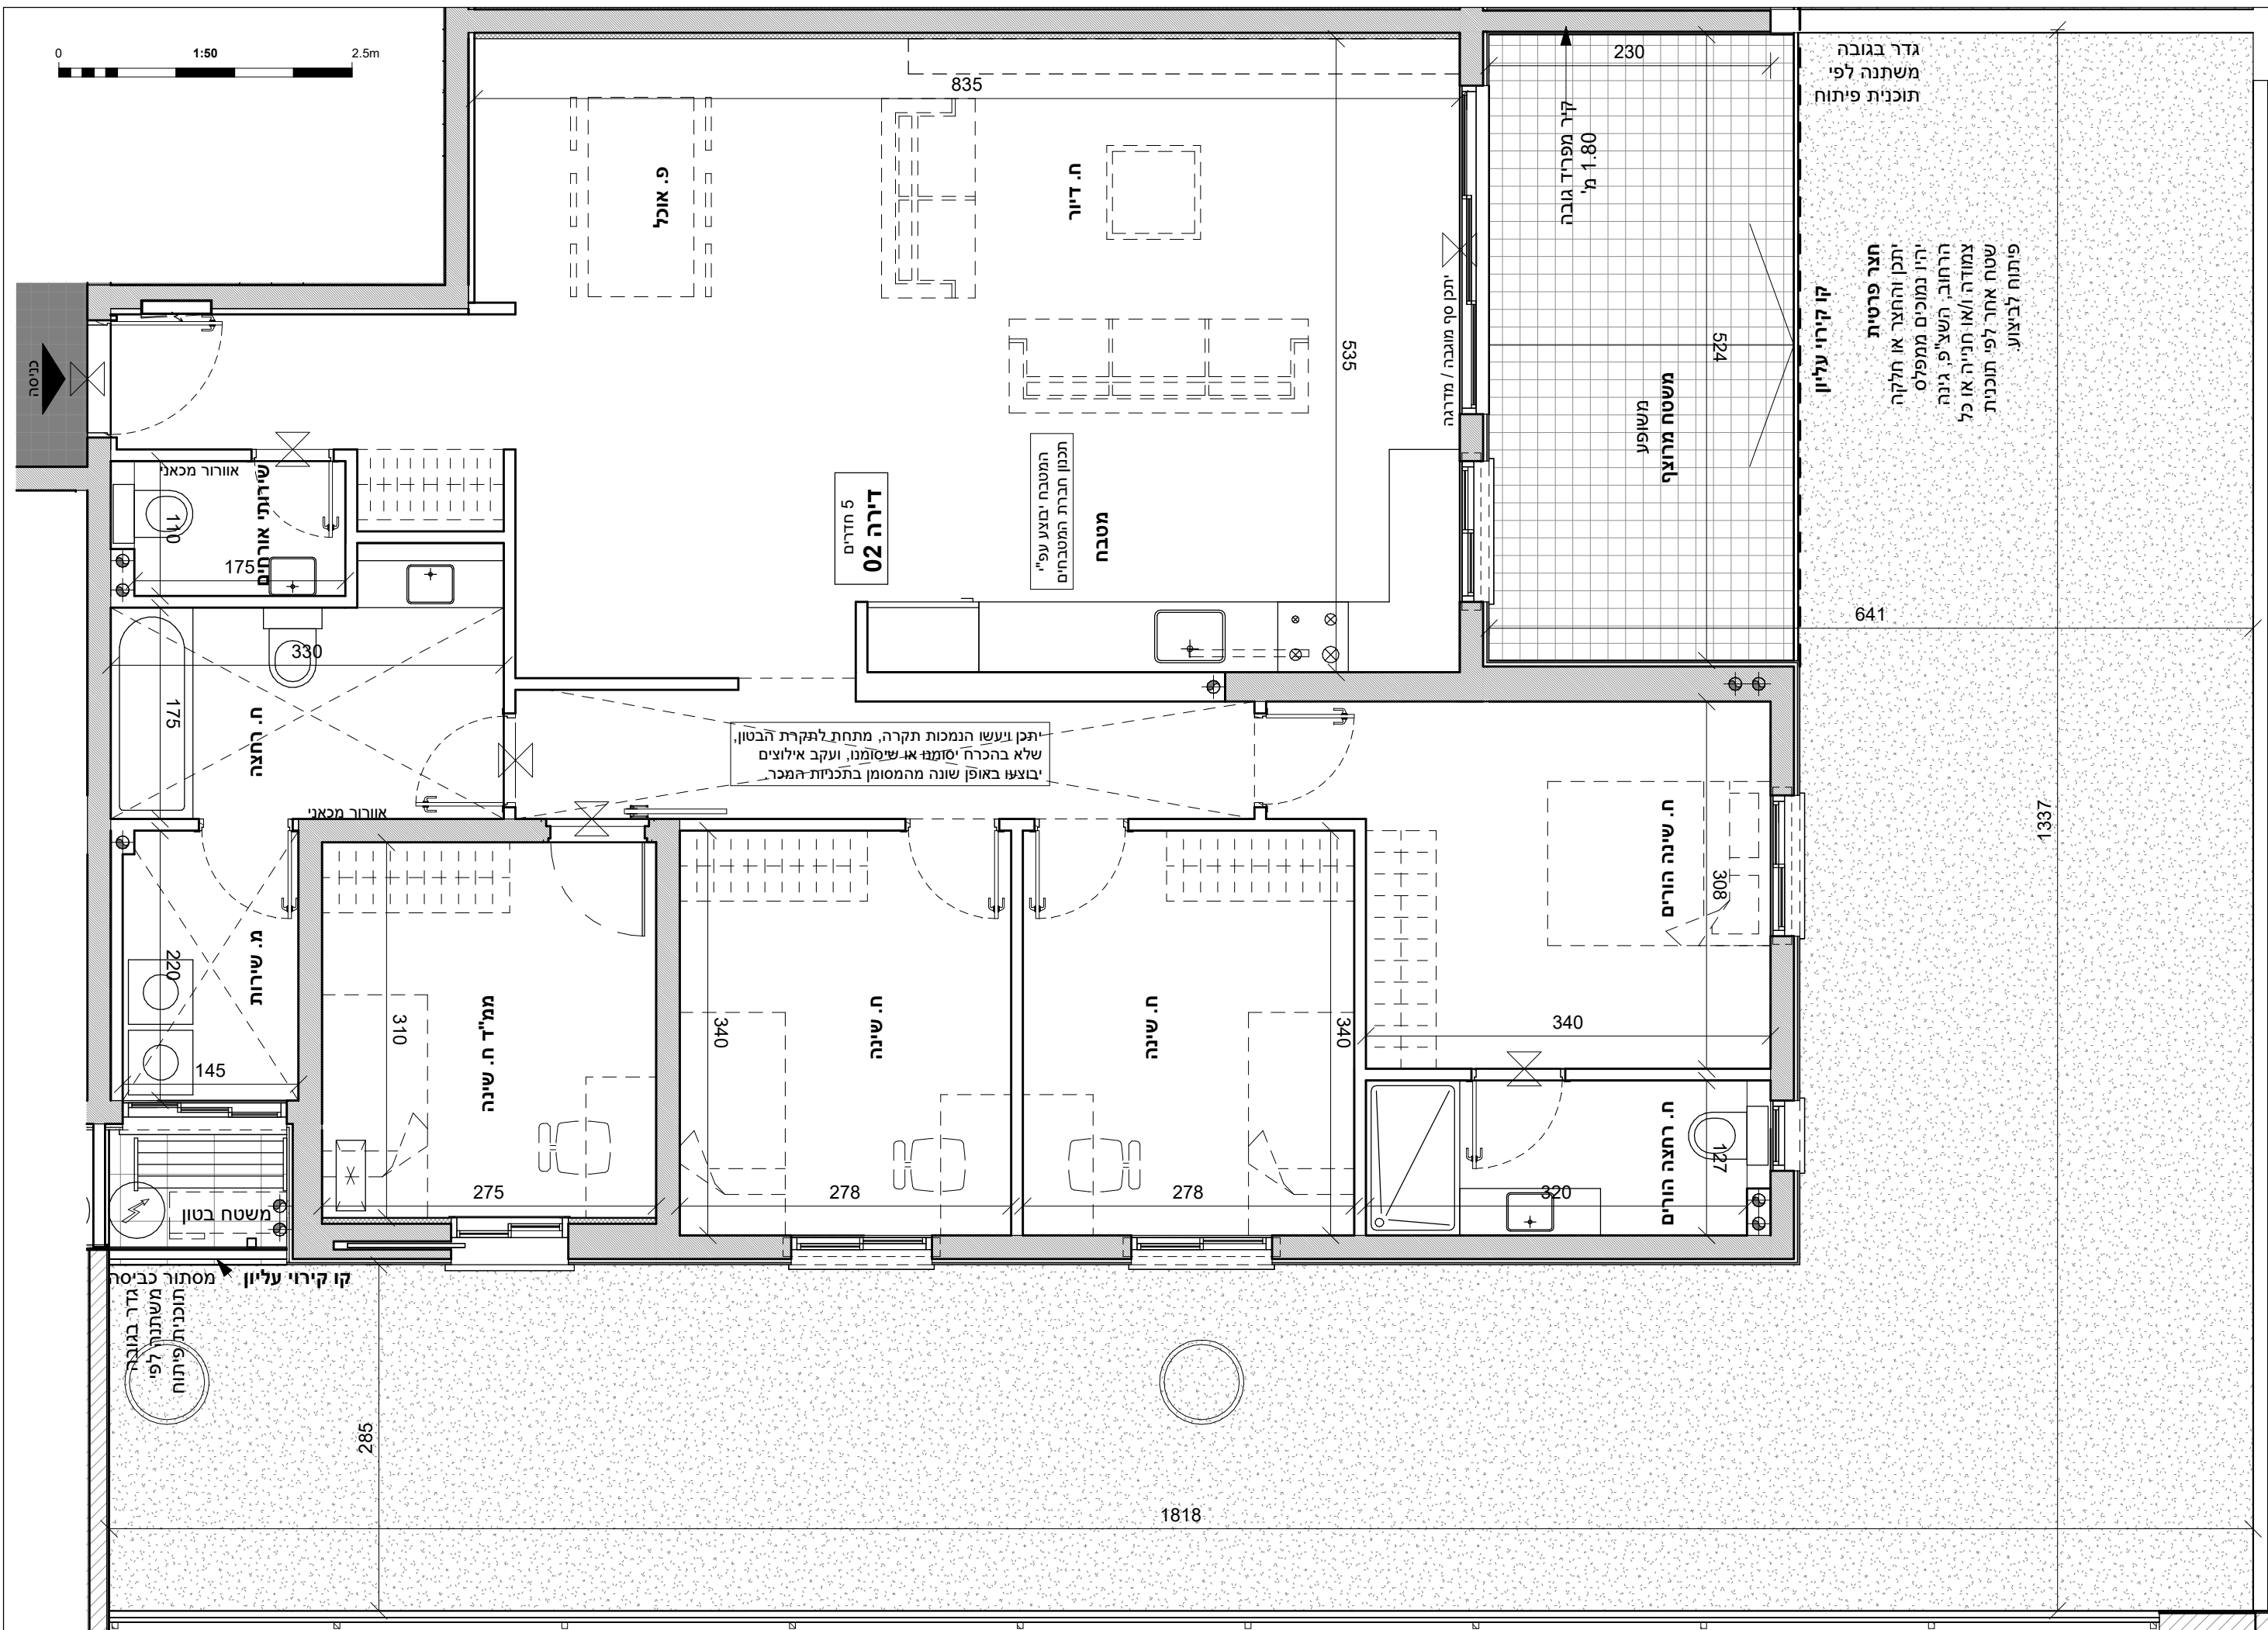 0
1:50
2.5m
835
230
גדר בגובה
משתנה לפי
תוכנית פיתוח
קיר מפריד גובה
1.80 מ'
פ. אוכל
ח. דיור
535
יתכן סף מוגבה / מדרגה
524
משטח מרוצף
משופע
קו קירוי עליון
חצר פרטית
יתכן והחצר או חלקה
יהיו נמוכים ממפלס
הרחוב, השצ"פ, גינה
צמודה ו/או חנייה או כל
שטח אחר לפי תוכנית
פיתוח לביצוע.
כניסה
אוורור מכאני
שירותי אורחים
110
175
דירה 02
5 חדרים
המטבח יבוצע עפ"י
תכנון חברת המטבחים
מטבח
641
330
175
ח. רחצה
יתכן ויעשו הנמכות תקרה, מתחת לתקרת הבטון,
שלא בהכרח יסומנו או שיסומנו, ועקב אילוצים
יבוצעו באופן שונה מהמסומן בתכניות המכר.
אוורור מכאני
1337
מ. שירות
220
145
ממ"ד ח. שינה
310
275
ח. שינה
340
278
ח. שינה
340
278
ח. שינה הורים
308
340
ח. רחצה הורים
127
320
משטח בטון
מסתור כביסה
קו קירוי עליון
גדר בגובה
משתנה לפי
תוכנית פיתוח
285
1818